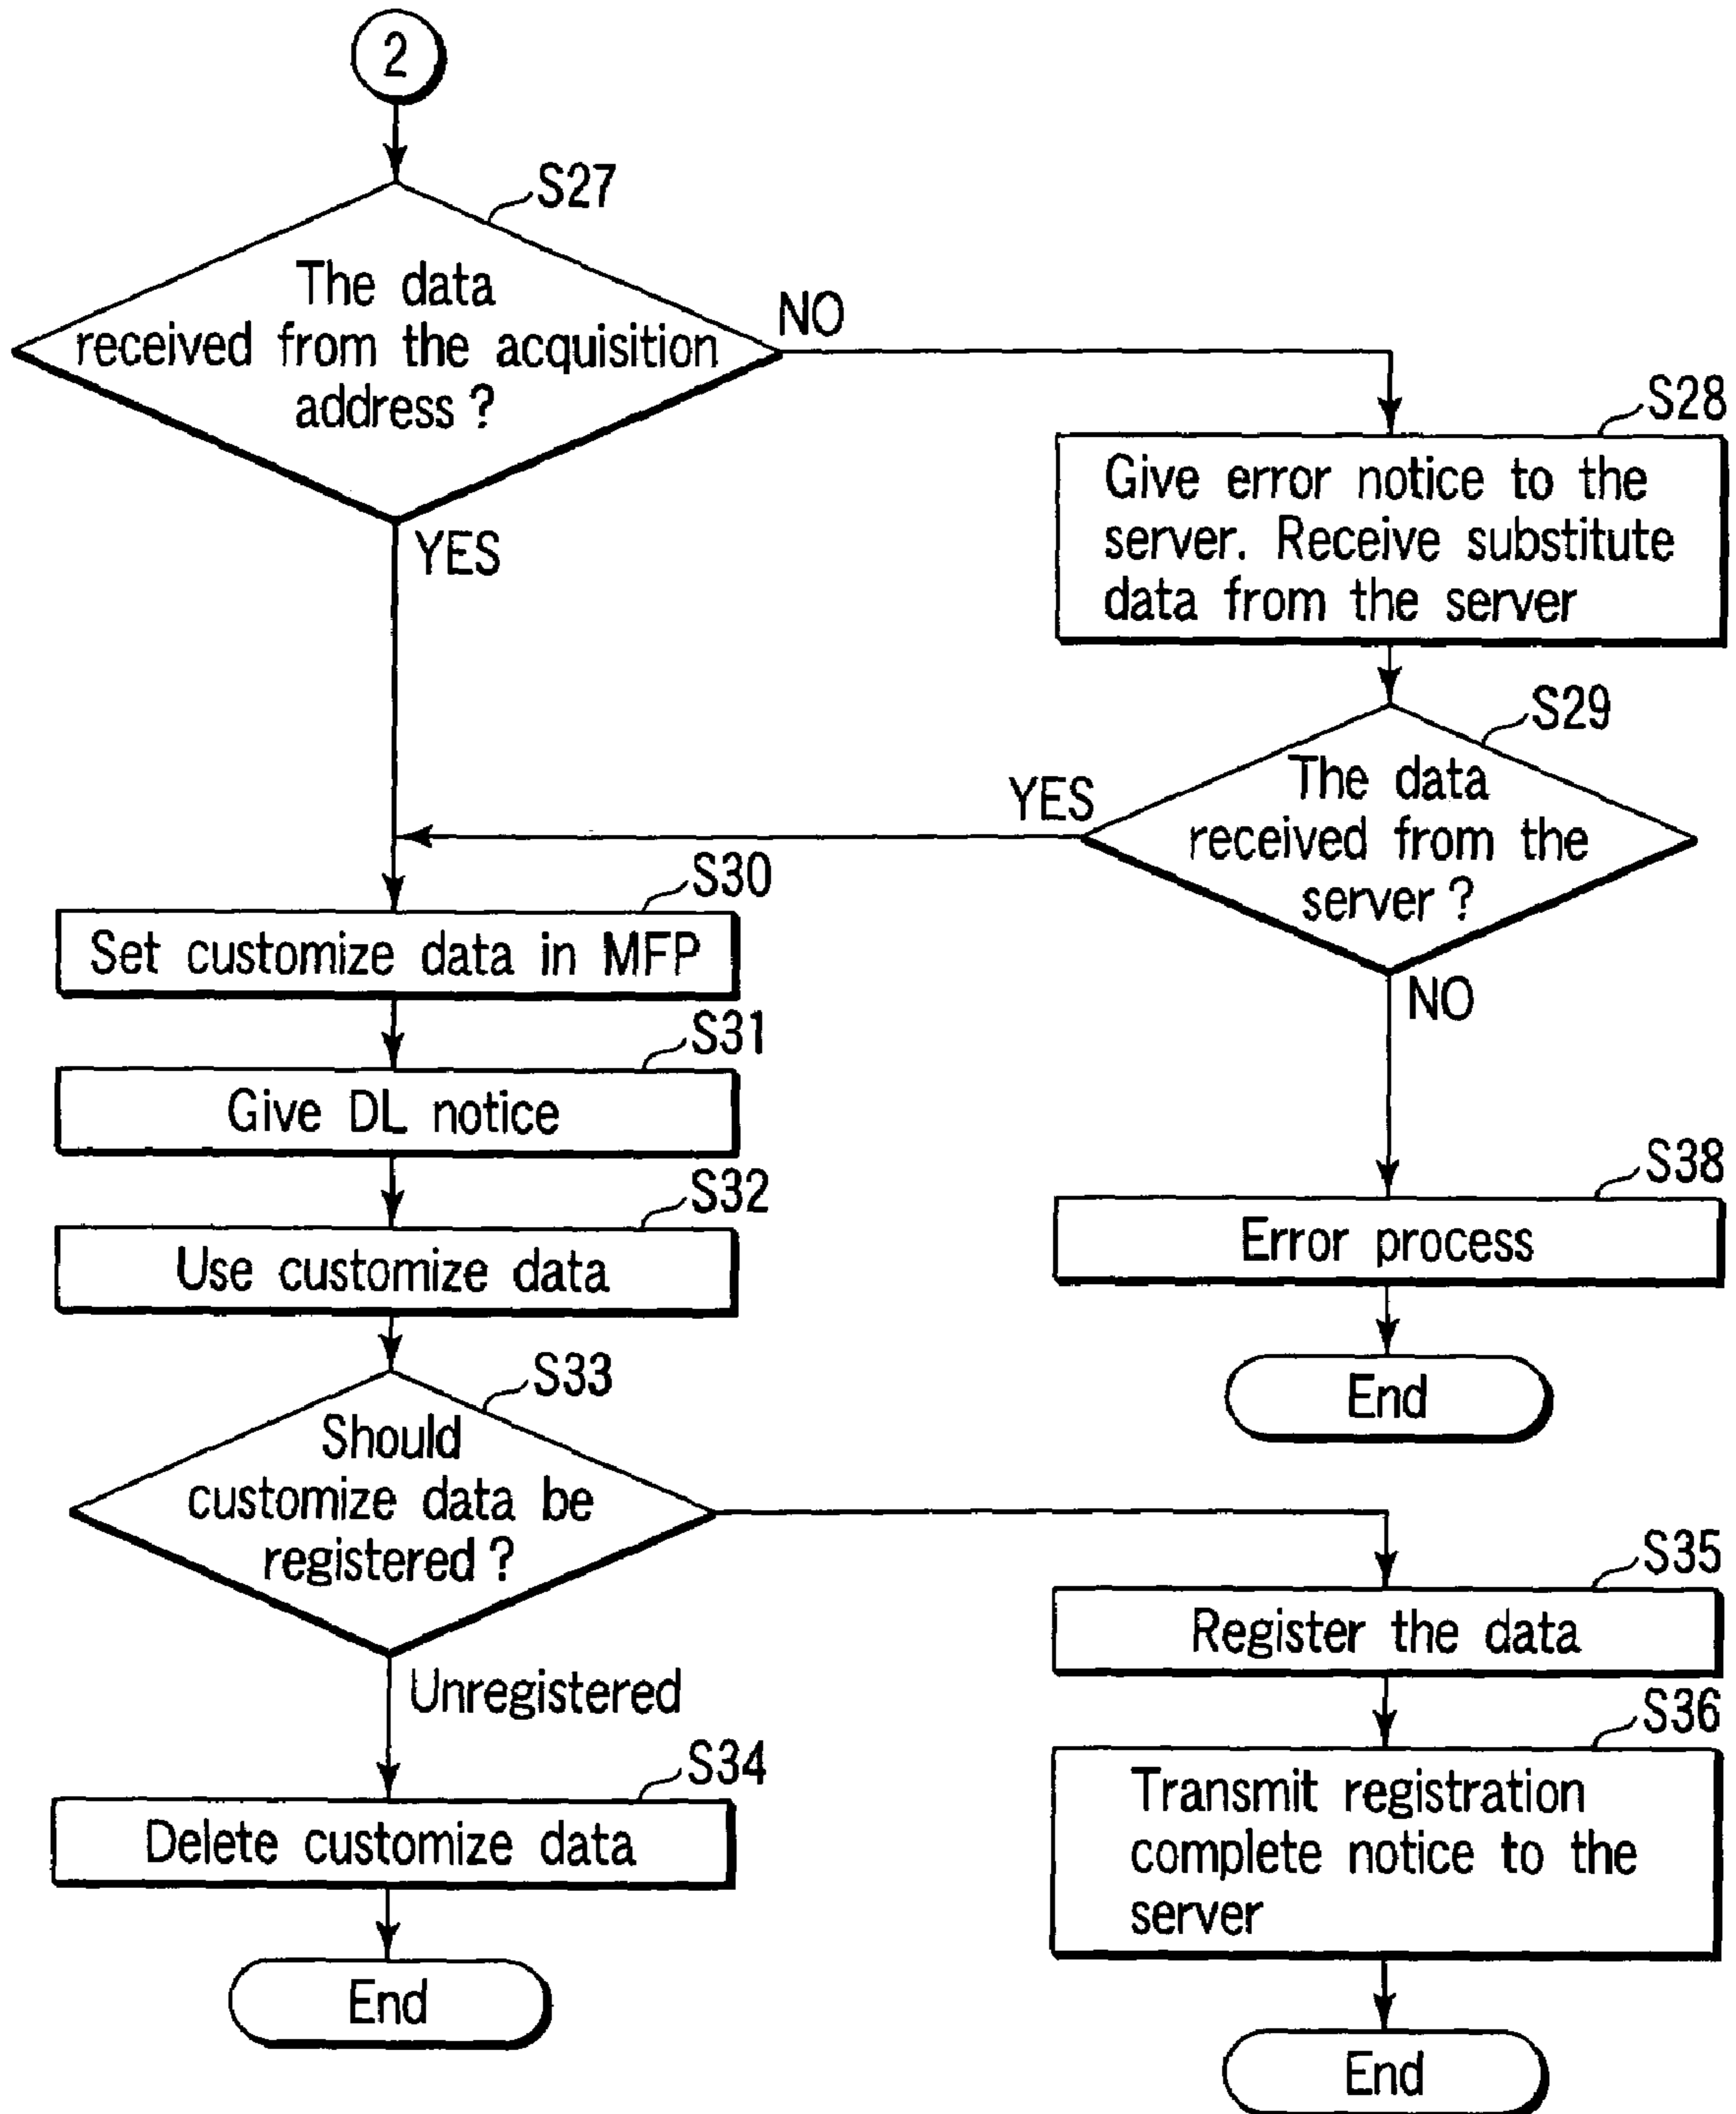 2
S27
The data
received from the acquisition
address ?
NO
YES
S28
Give error notice to the
server. Receive substitute
data from the server
S29
The data
received from the
server ?
YES
NO
S30
Set customize data in MFP
S31
Give DL notice
S32
Use customize data
S38
Error process
End
S33
Should
customize data be
registered ?
Unregistered
S34
Delete customize data
End
S35
Register the data
S36
Transmit registration
complete notice to the
server
End